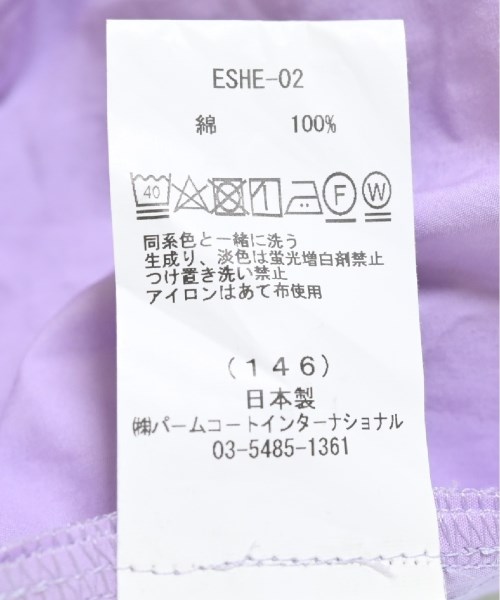 ESHE-02
綿 100%
40 F W
同系色と一緒に洗う
生成り、淡色は蛍光増白剤禁止
つけ置き洗い禁止
アイロンはあて布使用
(146)
日本製
㈱パームコートインターナショナル
03-5485-1361